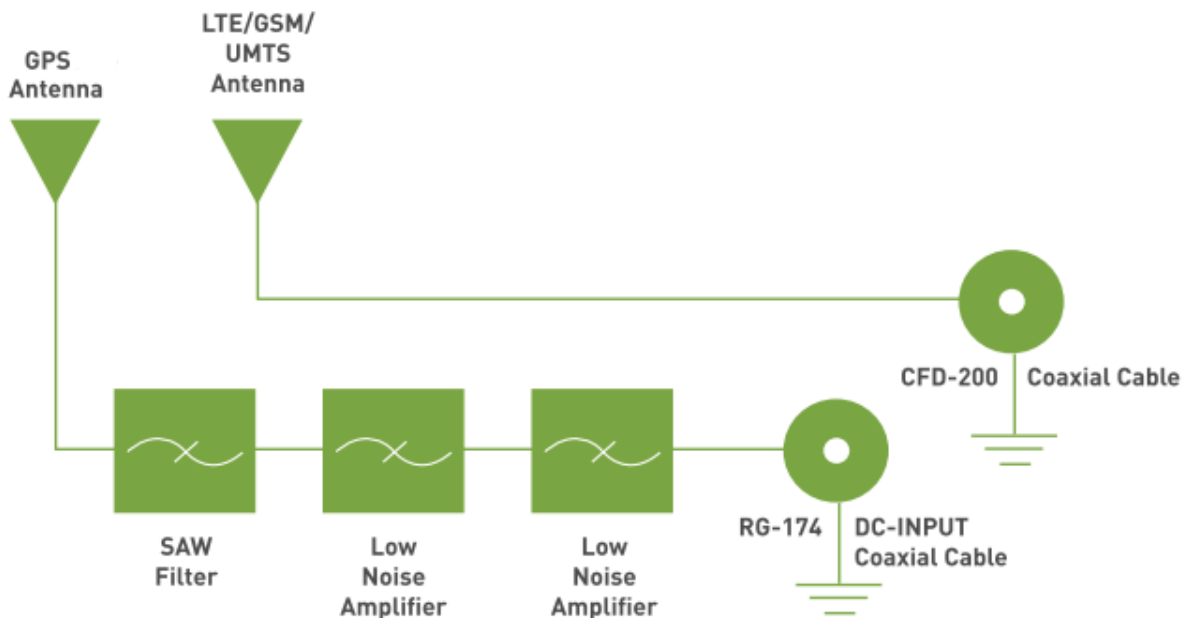 GPS
Antenna
LTE/GSM/
UMTS
Antenna
CFD-200 Coaxial Cable
RG-174 DC-INPUT
Coaxial Cable
SAW
Filter
Low
Noise
Amplifier
Low
Noise
Amplifier